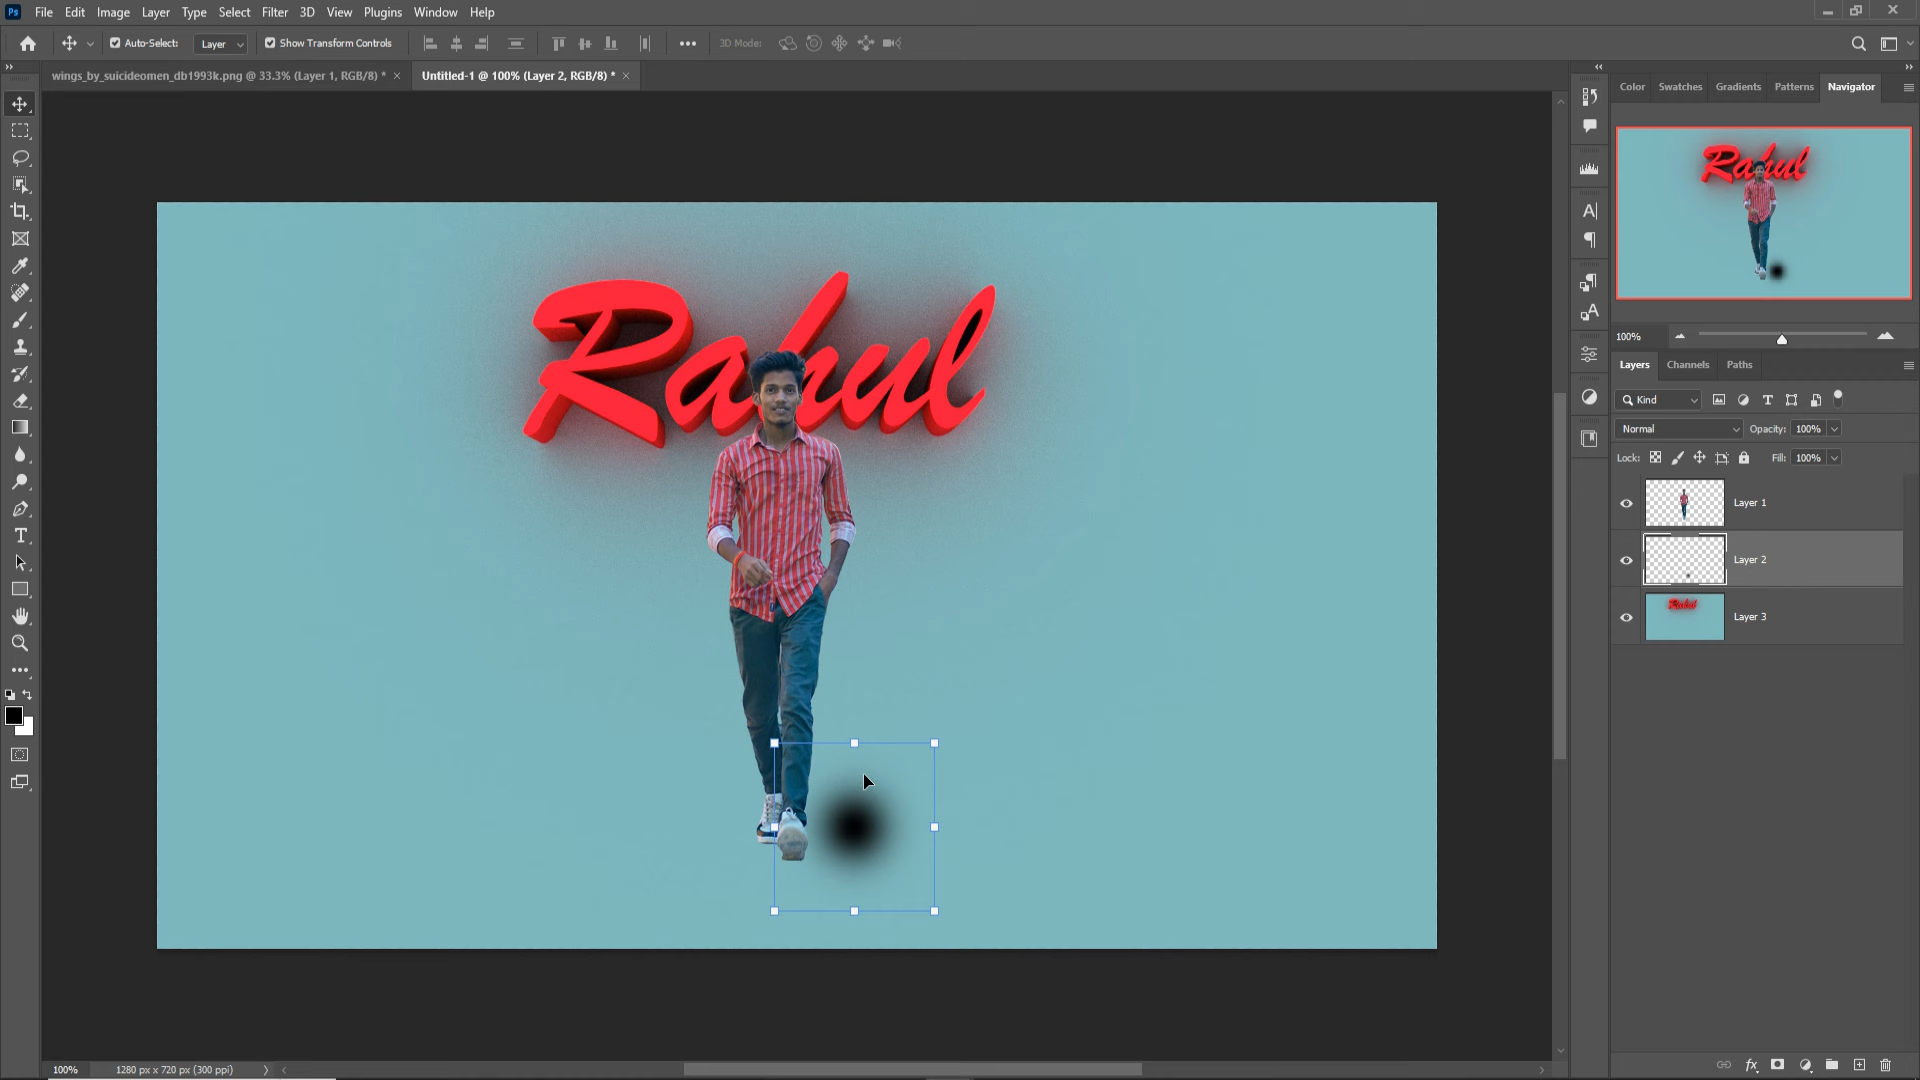 Ps File Edit Image Layer Type Select Filter 3D View Plugins Window Help
Auto-Select: Layer Show Transform Controls 3D Mode:
wings_by_suicideomen_db1993k.png @ 33.3% (Layer 1, RGB/8) * × Untitled-1 @ 100% (Layer 2, RGB/8) * ×
Color Swatches Gradients Patterns Navigator
Rahul
Rahul
100%
Layers Channels Paths
Kind
Normal Opacity: 100%
Lock: Fill: 100%
Layer 1
Layer 2
Rahul
Layer 3
100% 1280 px x 720 px (300 ppi)